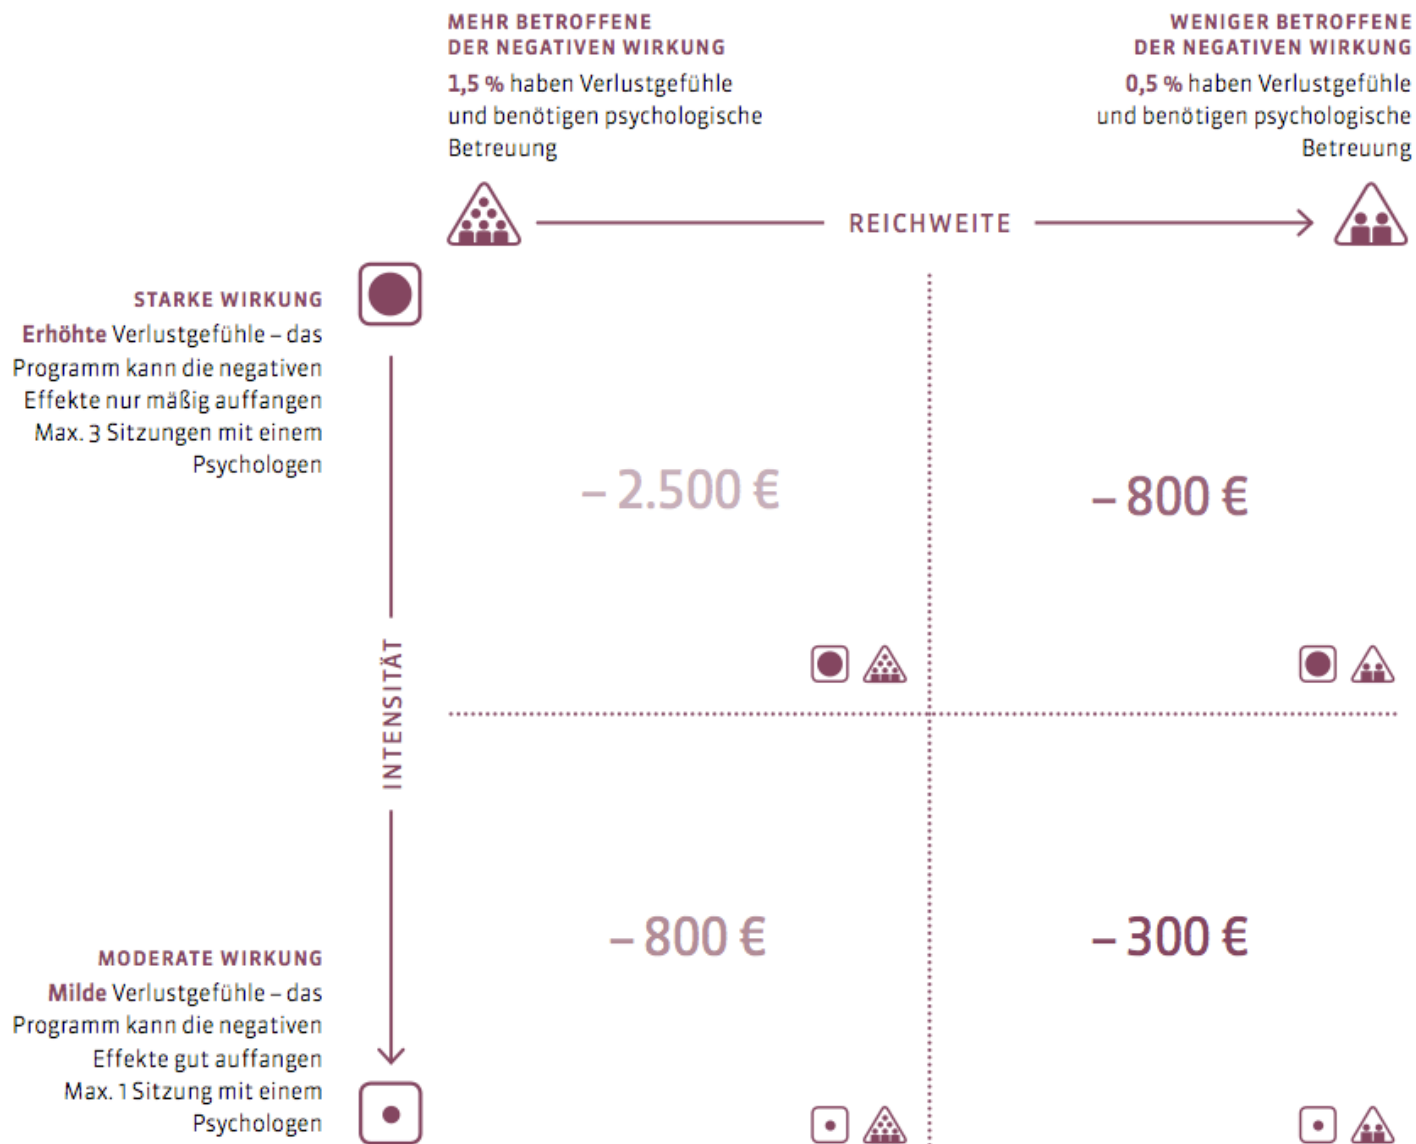 MEHR BETROFFENE
DER NEGATIVEN WIRKUNG
1,5 % haben Verlustgefühle
und benötigen psychologische
Betreuung
WENIGER BETROFFENE
DER NEGATIVEN WIRKUNG
0,5 % haben Verlustgefühle
und benötigen psychologische
Betreuung
REICHWEITE
STARKE WIRKUNG
Erhöhte Verlustgefühle – das
Programm kann die negativen
Effekte nur mäßig auffangen
Max. 3 Sitzungen mit einem
Psychologen
– 2.500 €
– 800 €
INTENSITÄT
– 800 €
– 300 €
MODERATE WIRKUNG
Milde Verlustgefühle – das
Programm kann die negativen
Effekte gut auffangen
Max. 1 Sitzung mit einem
Psychologen